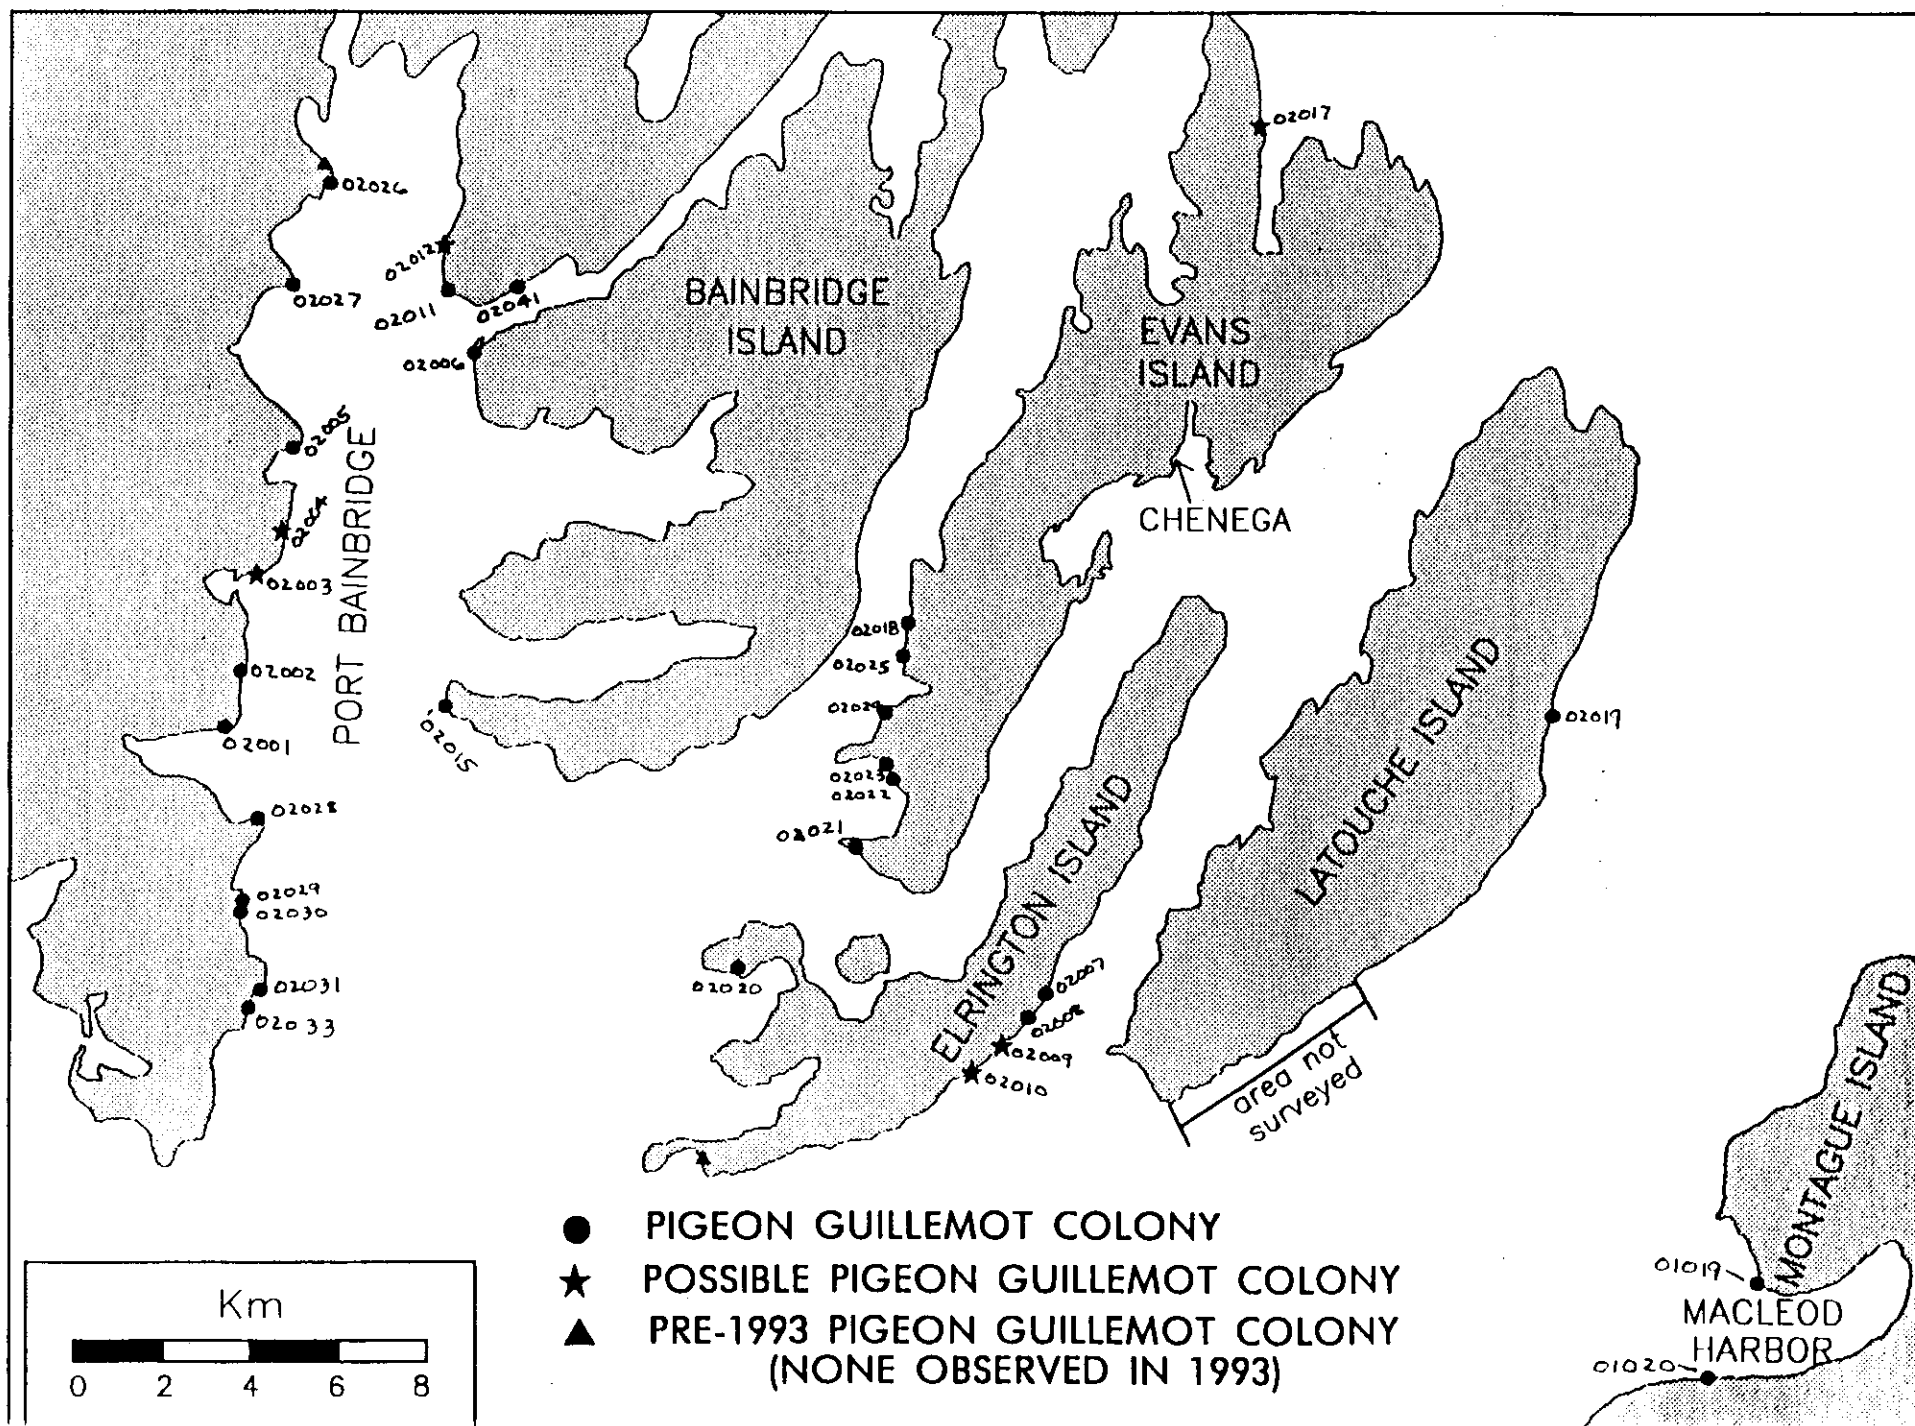 02017
02026
02012
02027
02011
02041
BAINBRIDGE
ISLAND
EVANS
ISLAND
02006
02005
PORT BAINBRIDGE
CHENEGA
02004
02003
02018
02025
02002
02015
02001
02019
02023
02022
02028
02021
ELRINGTON ISLAND
LATOUCHE ISLAND
02029
02030
02020
02007
02008
02031
02033
02009
02010
area not
surveyed
MONTAGUE ISLAND
● PIGEON GUILLEMOT COLONY
★ POSSIBLE PIGEON GUILLEMOT COLONY
▲ PRE-1993 PIGEON GUILLEMOT COLONY
(NONE OBSERVED IN 1993)
Km
0 2 4 6 8
01019
MACLEOD
HARBOR
01020